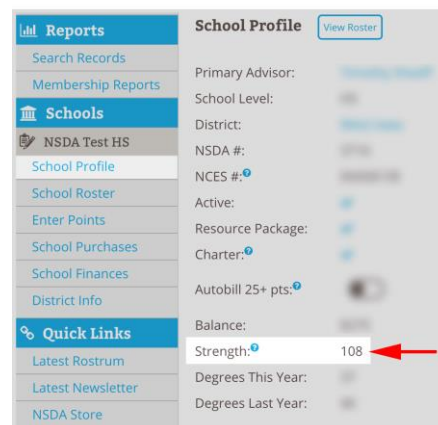 Reports
Search Records
Membership Reports
Schools
NSDA Test HS
School Profile
School Roster
Enter Points
School Purchases
School Finances
District Info
Quick Links
Latest Rostrum
Latest Newsletter
NSDA Store
School Profile View Roster
Primary Advisor:
School Level:
District:
NSDA #:
NCES #:?
Active:
Resource Package:
Charter:?
Autobill 25+ pts:?
Balance:
Strength:? 108
Degrees This Year:
Degrees Last Year: